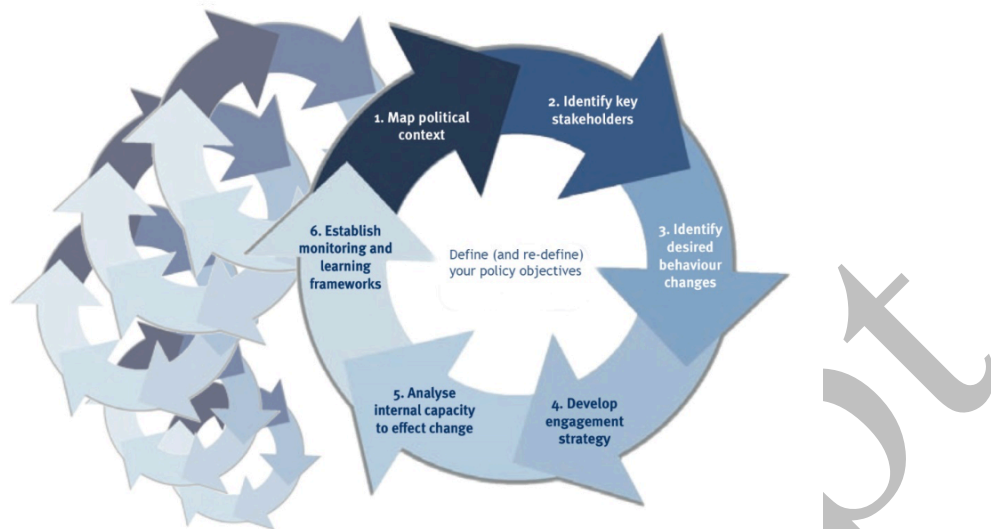 1. Map political
context
2. Identify key
stakeholders
3. Identify
desired
behaviour
changes
4. Develop
engagement
strategy
5. Analyse
internal capacity
to effect change
6. Establish
monitoring and
learning
frameworks
Define (and re-define)
your policy objectives